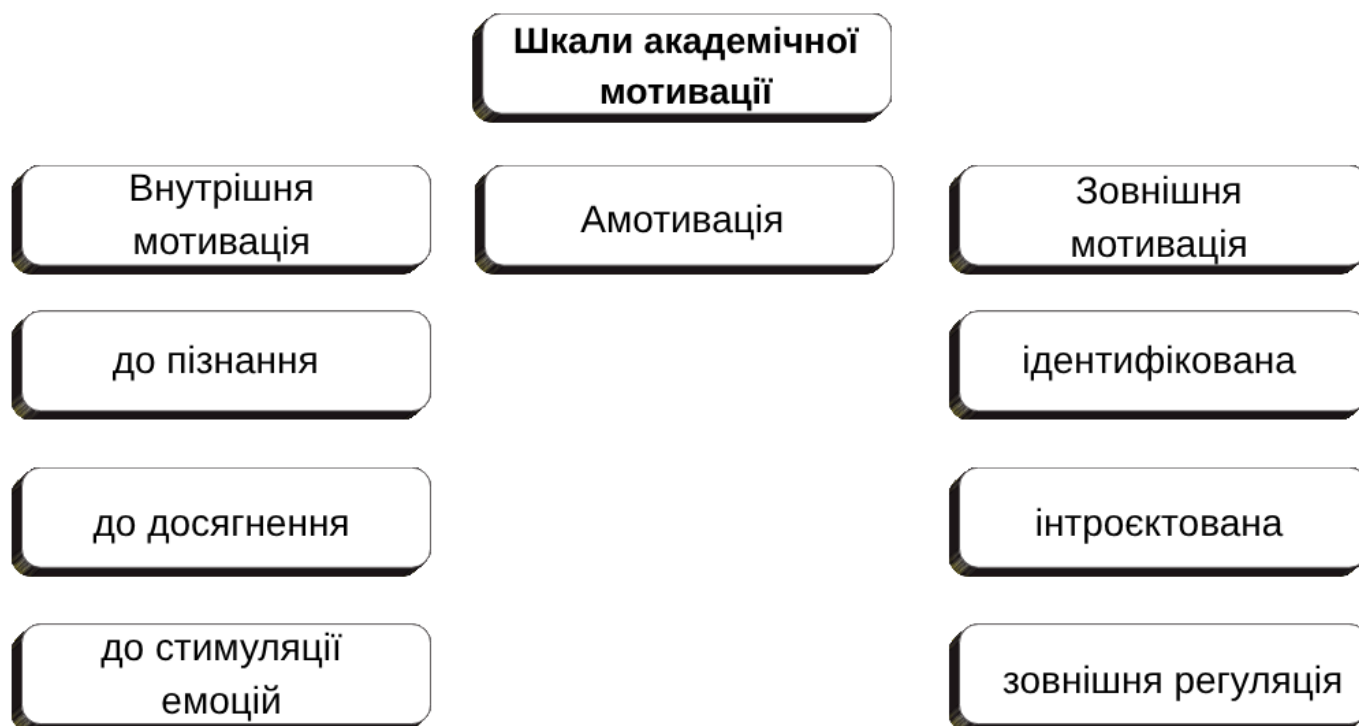 Шкали академічної
мотивації
Внутрішня
мотивація
Амотивація
Зовнішня
мотивація
до пізнання
ідентифікована
до досягнення
інтроєктована
до стимуляції
емоцій
зовнішня регуляція